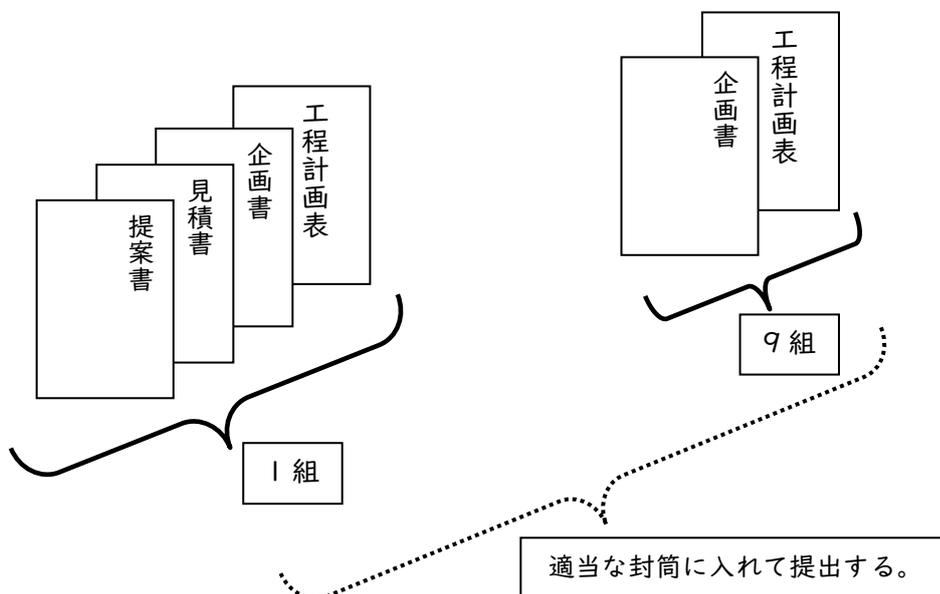 提案書
見積書
企画書
工程計画表
1組
企画書
工程計画表
9組
適当な封筒に入れて提出する。